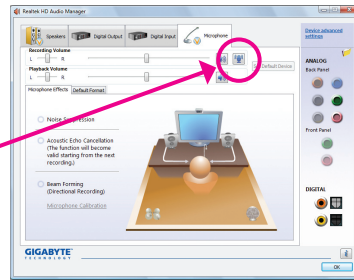 Realtek HD Audio Manager
Speakers
Digital Output
Digital Input
Microphone
Device advanced settings
Recording Volume
L
R
Default Device
Playback Volume
L
R
Microphone Effects
Default Format
Noise Suppression
Acoustic Echo Cancellation
(The function will become
valid starting from the next
recording.)
Beam Forming
(Directional Recording)
Microphone Calibration
ANALOG
Back Panel
Front Panel
DIGITAL
GIGABYTE
TECHNOLOGY
i
OK